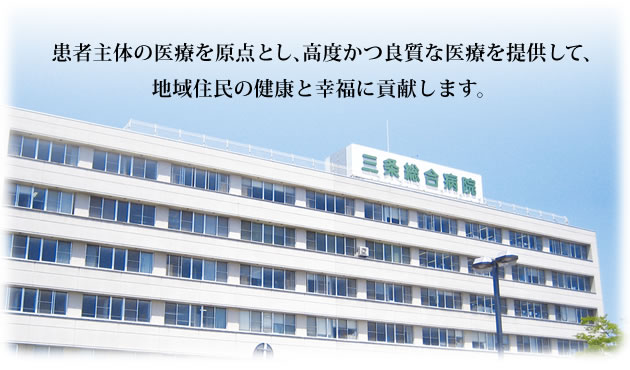 患者主体の医療を原点とし、高度かつ良質な医療を提供して、
地域住民の健康と幸福に貢献します。
三条総合病院